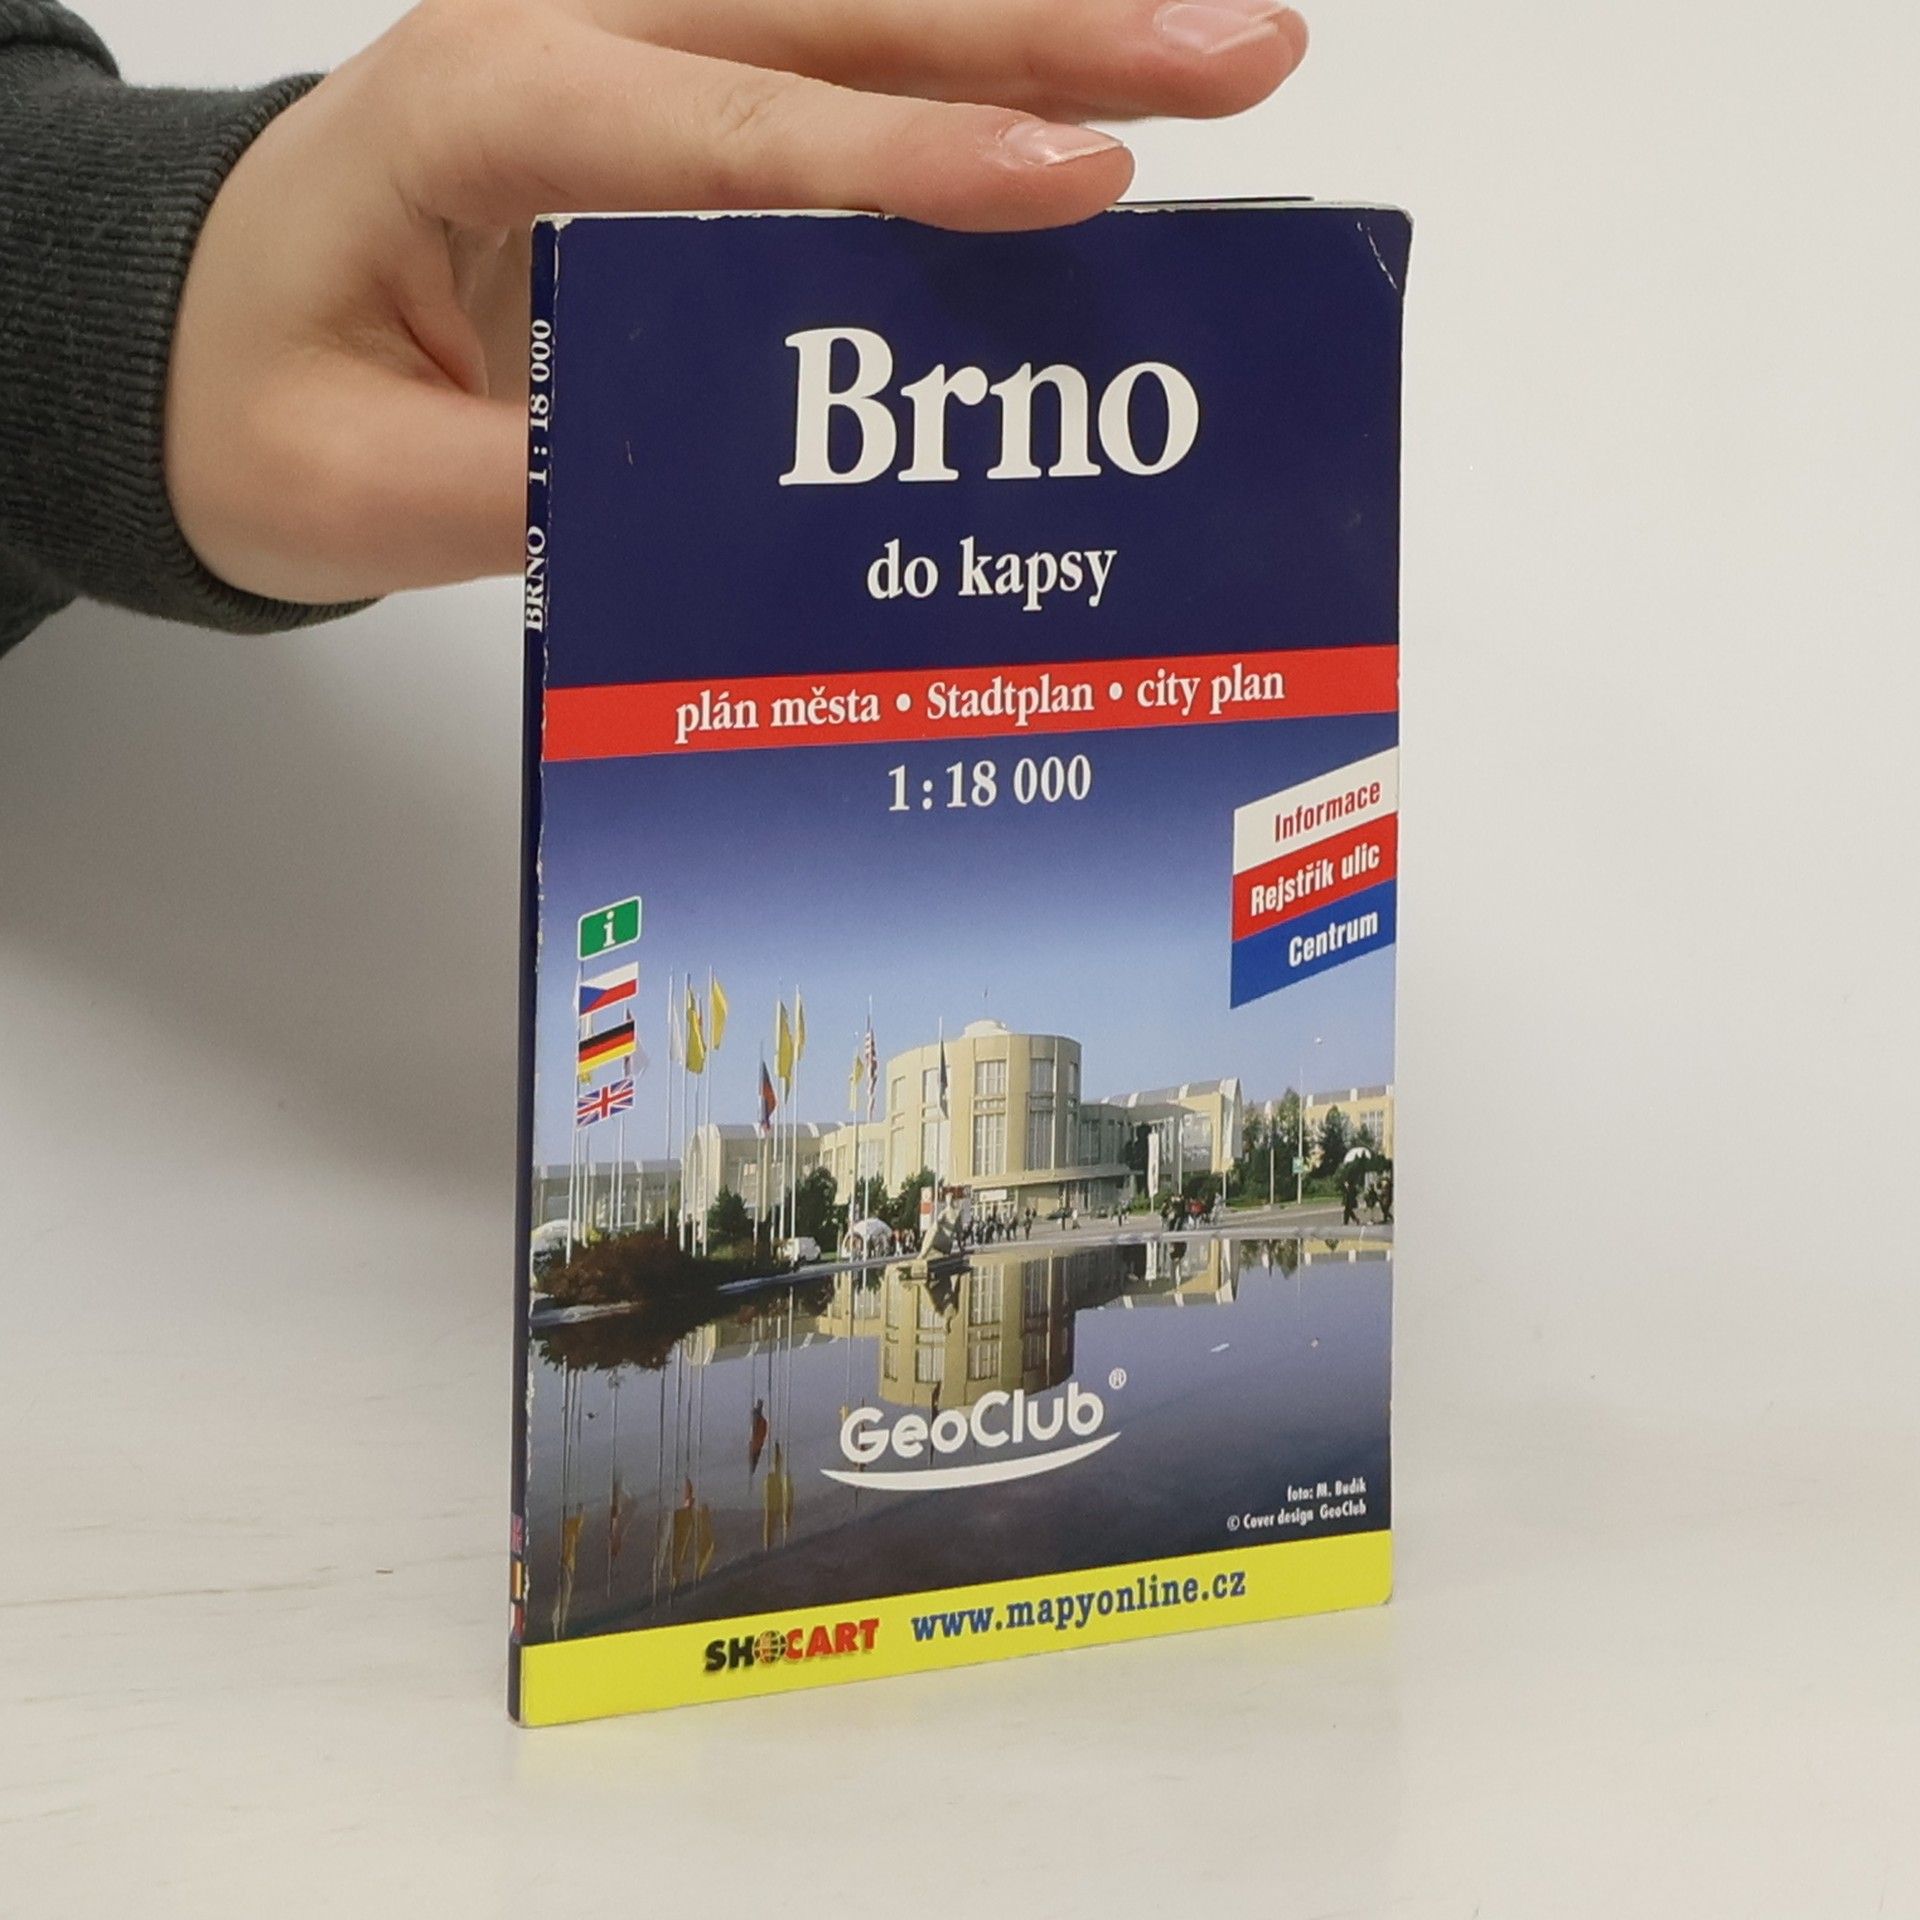 BRNO 1 : 18 000
Brno
do kapsy
plán města • Stadtplan • city plan
1 : 18 000
Informace
Rejstřík ulic
Centrum
i
GeoClub®
foto: M. Budík
© Cover design GeoClub
SHOCART www.mapyonline.cz